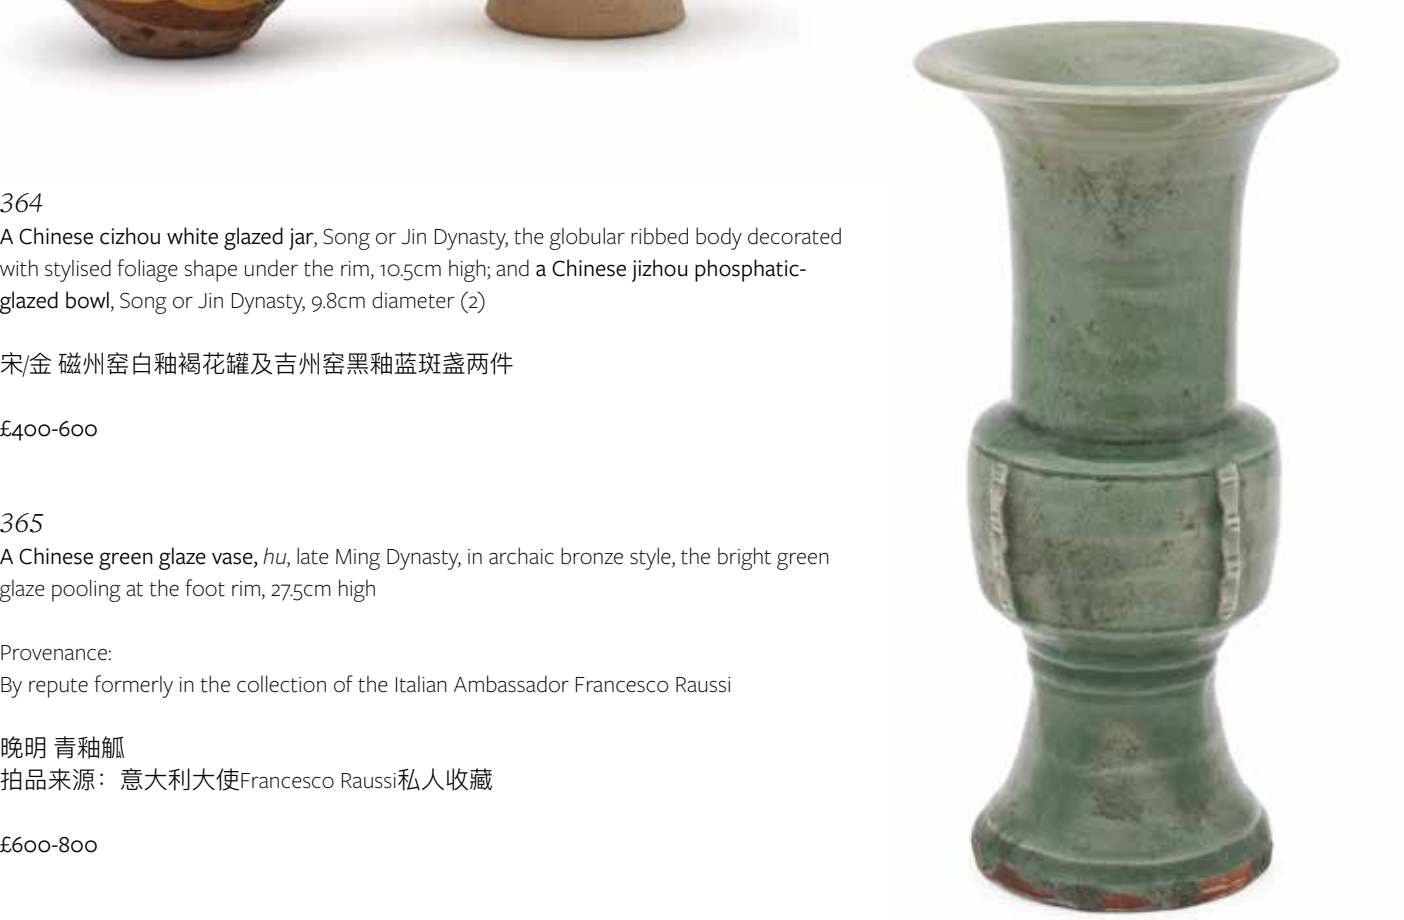 364
A Chinese cizhou white glazed jar, Song or Jin Dynasty, the globular ribbed body decorated
with stylised foliage shape under the rim, 10.5cm high; and a Chinese jizhou phosphatic-
glazed bowl, Song or Jin Dynasty, 9.8cm diameter (2)
宋/金 磁州窑白釉褐花罐及吉州窑黑釉蓝斑盏两件
£400-600
365
A Chinese green glaze vase, hu, late Ming Dynasty, in archaic bronze style, the bright green
glaze pooling at the foot rim, 27.5cm high
Provenance:
By repute formerly in the collection of the Italian Ambassador Francesco Raussi
晚明 青釉觚
拍品来源：意大利大使Francesco Raussi私人收藏
£600-800